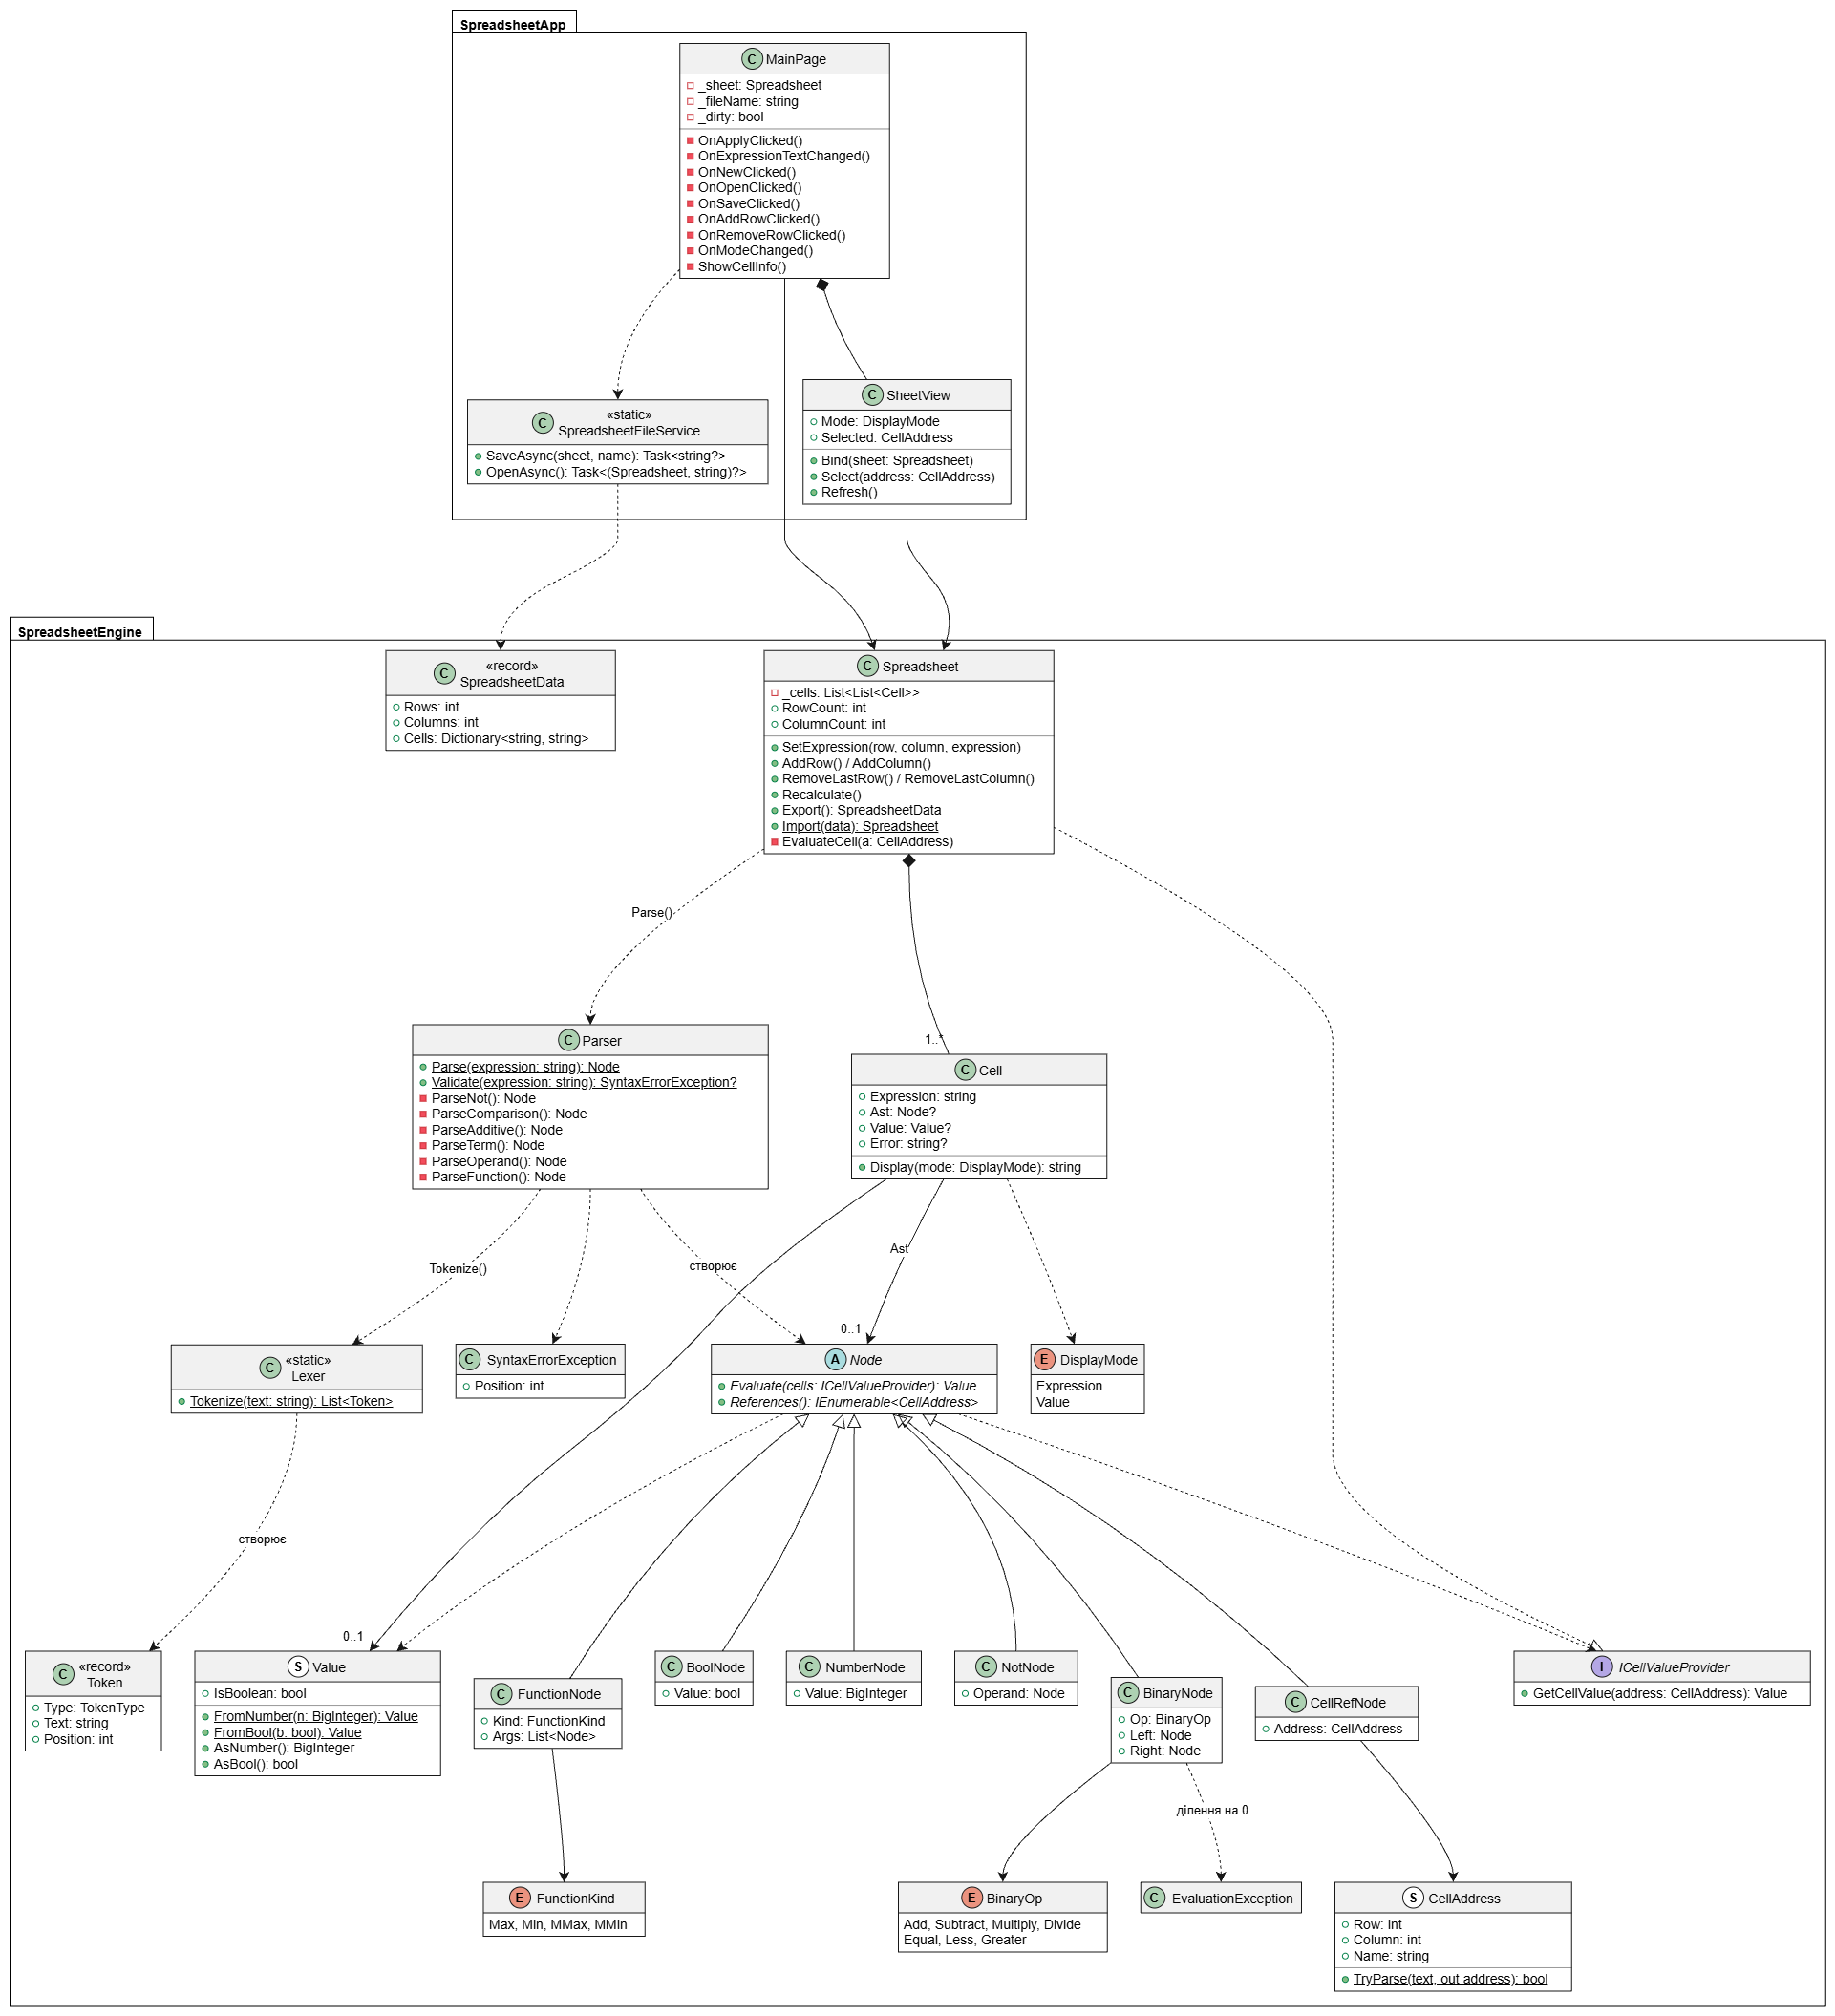 SpreadsheetApp
C MainPage
_sheet: Spreadsheet
_fileName: string
_dirty: bool
OnApplyClicked()
OnExpressionTextChanged()
OnNewClicked()
OnOpenClicked()
OnSaveClicked()
OnAddRowClicked()
OnRemoveRowClicked()
OnModeChanged()
ShowCellInfo()
C «static»
SpreadsheetFileService
SaveAsync(sheet, name): Task<string?>
OpenAsync(): Task<(Spreadsheet, string)?>
C SheetView
Mode: DisplayMode
Selected: CellAddress
Bind(sheet: Spreadsheet)
Select(address: CellAddress)
Refresh()
SpreadsheetEngine
C «record»
SpreadsheetData
Rows: int
Columns: int
Cells: Dictionary<string, string>
C Spreadsheet
_cells: List<List<Cell>>
RowCount: int
ColumnCount: int
SetExpression(row, column, expression)
AddRow() / AddColumn()
RemoveLastRow() / RemoveLastColumn()
Recalculate()
Export(): SpreadsheetData
Import(data): Spreadsheet
EvaluateCell(a: CellAddress)
Parse()
1..*
C Parser
Parse(expression: string): Node
Validate(expression: string): SyntaxErrorException?
ParseNot(): Node
ParseComparison(): Node
ParseAdditive(): Node
ParseTerm(): Node
ParseOperand(): Node
ParseFunction(): Node
C Cell
Expression: string
Ast: Node?
Value: Value?
Error: string?
Display(mode: DisplayMode): string
Tokenize()
створює
Ast
0..1
C «static»
Lexer
Tokenize(text: string): List<Token>
C SyntaxErrorException
Position: int
A Node
Evaluate(cells: ICellValueProvider): Value
References(): IEnumerable<CellAddress>
E DisplayMode
Expression
Value
створює
0..1
C «record»
Token
Type: TokenType
Text: string
Position: int
S Value
IsBoolean: bool
FromNumber(n: BigInteger): Value
FromBool(b: bool): Value
AsNumber(): BigInteger
AsBool(): bool
C FunctionNode
Kind: FunctionKind
Args: List<Node>
C BoolNode
Value: bool
C NumberNode
Value: BigInteger
C NotNode
Operand: Node
C BinaryNode
Op: BinaryOp
Left: Node
Right: Node
C CellRefNode
Address: CellAddress
I ICellValueProvider
GetCellValue(address: CellAddress): Value
ділення на 0
E FunctionKind
Max, Min, MMax, MMin
E BinaryOp
Add, Subtract, Multiply, Divide
Equal, Less, Greater
C EvaluationException
S CellAddress
Row: int
Column: int
Name: string
TryParse(text, out address): bool